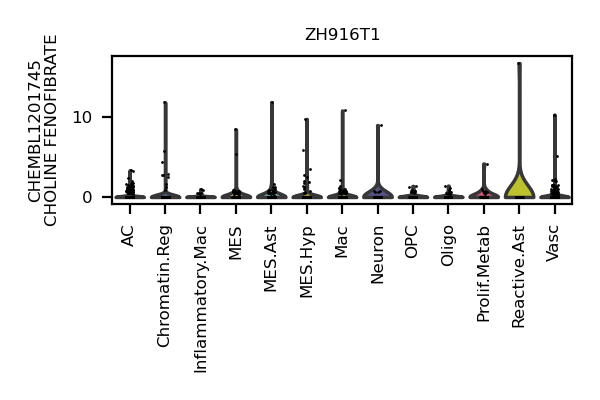 ZH916T1
CHEMBL1201745
CHOLINE FENOFIBRATE
10
0
AC
Chromatin.Reg
Inflammatory.Mac
MES
MES.Ast
MES.Hyp
Mac
Neuron
OPC
Oligo
Prolif.Metab
Reactive.Ast
Vasc